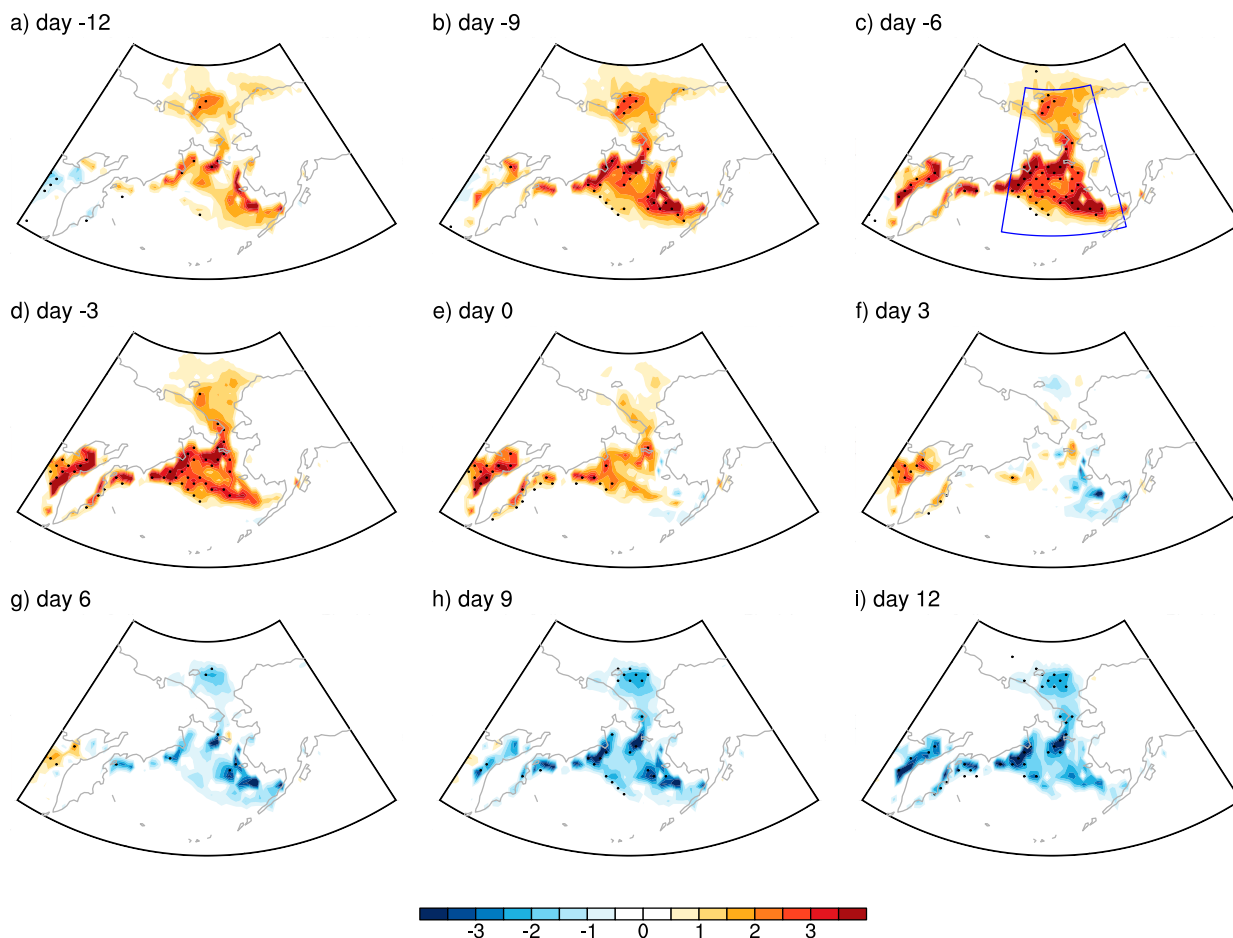 a) day -12
b) day -9
c) day -6
d) day -3
e) day 0
f) day 3
g) day 6
h) day 9
i) day 12
-3 -2 -1 0 1 2 3